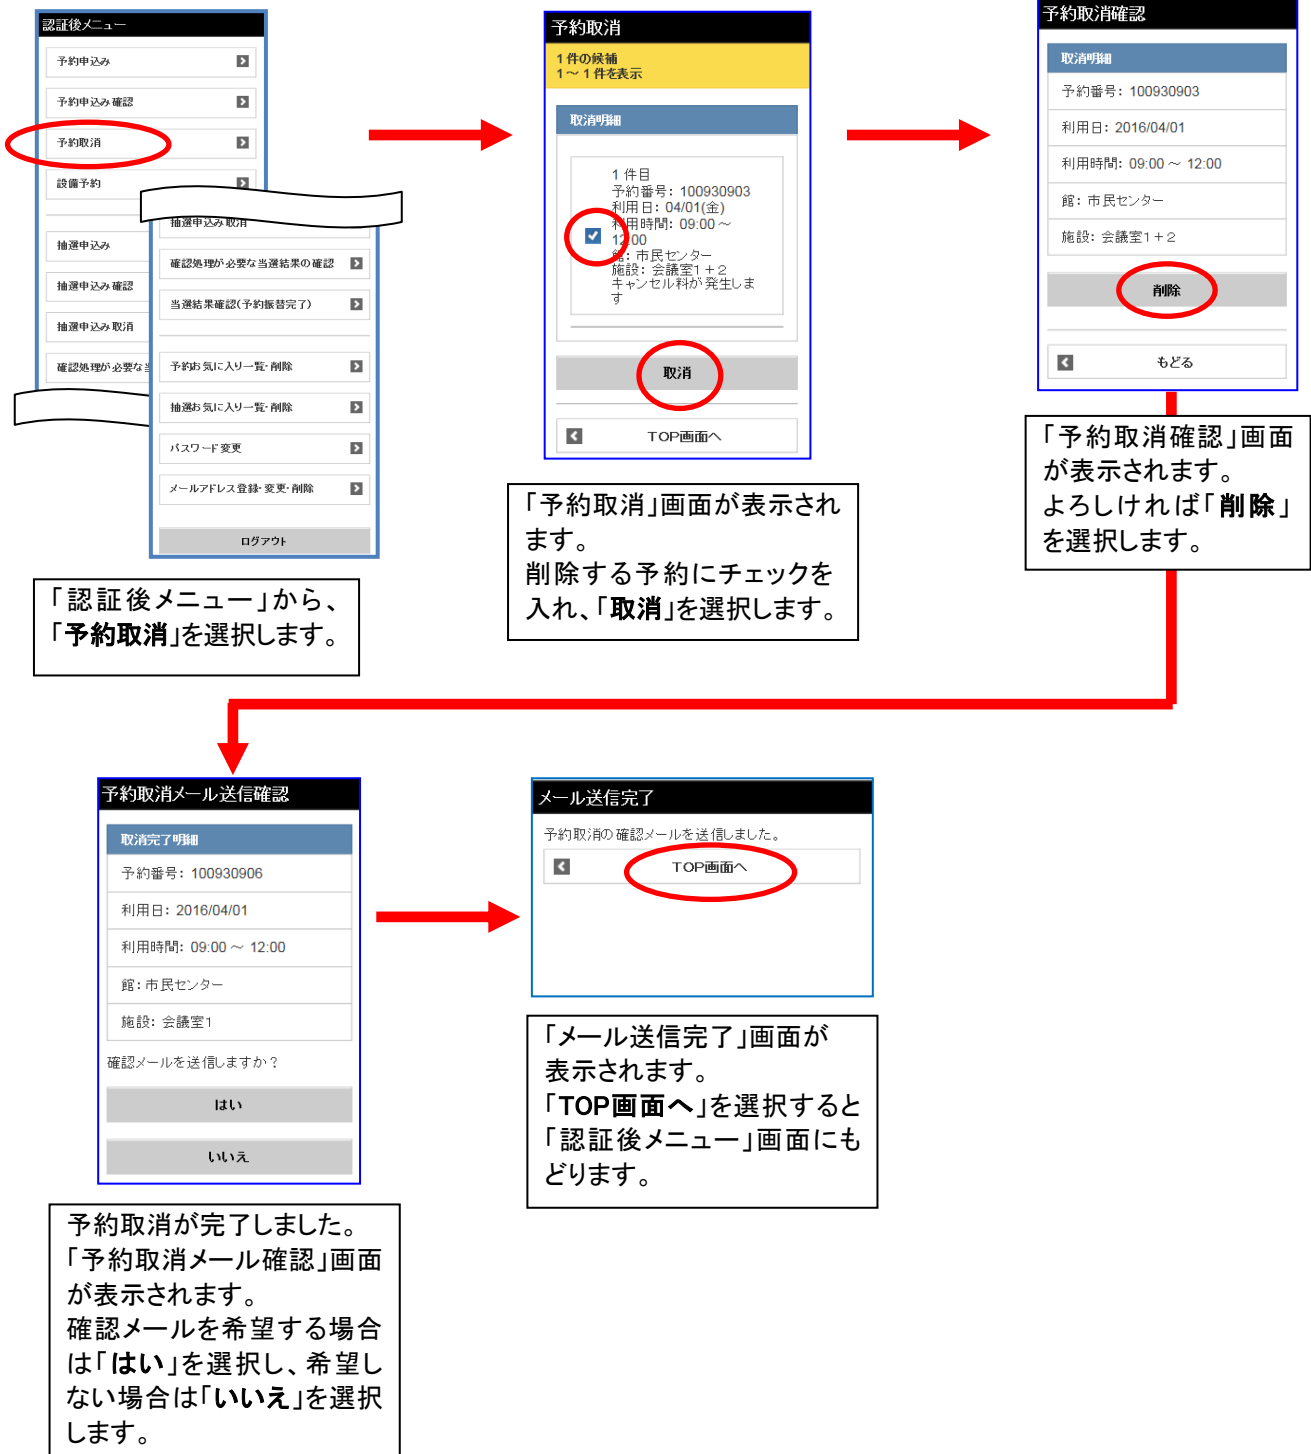 認証後メニュー
予約申込み
予約申込み確認
予約取消
設備予約
抽選申込み
抽選申込み確認
抽選申込み取消
確認処理が必要な当
抽選申込み取消
確認処理が必要な当選結果の確認
当選結果確認(予約振替完了)
予約お気に入り一覧・削除
抽選お気に入り一覧・削除
パスワード変更
メールアドレス登録・変更・削除
ログアウト
「認証後メニュー」から、
「予約取消」を選択します。
予約取消
1件の候補
1～1件を表示
取消明細
1件目
予約番号: 100930903
利用日: 04/01(金)
利用時間: 09:00～
12:00
館: 市民センター
施設: 会議室1+2
キャンセル料が発生しま
す
取消
TOP画面へ
「予約取消」画面が表示され
ます。
削除する予約にチェックを
入れ、「取消」を選択します。
予約取消確認
取消明細
予約番号: 100930903
利用日: 2016/04/01
利用時間: 09:00～ 12:00
館: 市民センター
施設: 会議室1+2
削除
もどる
「予約取消確認」画面
が表示されます。
よろしければ「削除」
を選択します。
予約取消メール送信確認
取消完了明細
予約番号: 100930906
利用日: 2016/04/01
利用時間: 09:00～ 12:00
館: 市民センター
施設: 会議室1
確認メールを送信しますか?
はい
いいえ
予約取消が完了しました。
「予約取消メール確認」画面
が表示されます。
確認メールを希望する場合
は「はい」を選択し、希望し
ない場合は「いいえ」を選択
します。
メール送信完了
予約取消の確認メールを送信しました。
TOP画面へ
「メール送信完了」画面が
表示されます。
「TOP画面へ」を選択すると
「認証後メニュー」画面にも
どります。